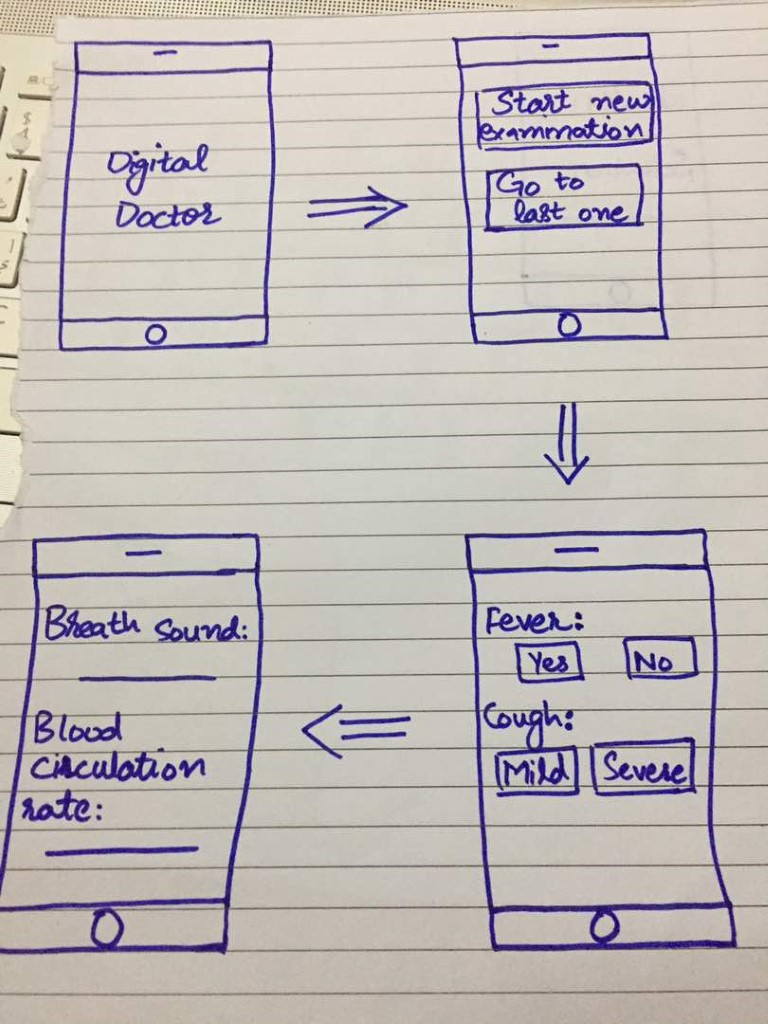 Digital
Doctor
Start new
examination
Go to
last one
Fever:
Yes No
Cough:
Mild Severe
Breath sound:
Blood
circulation
rate: